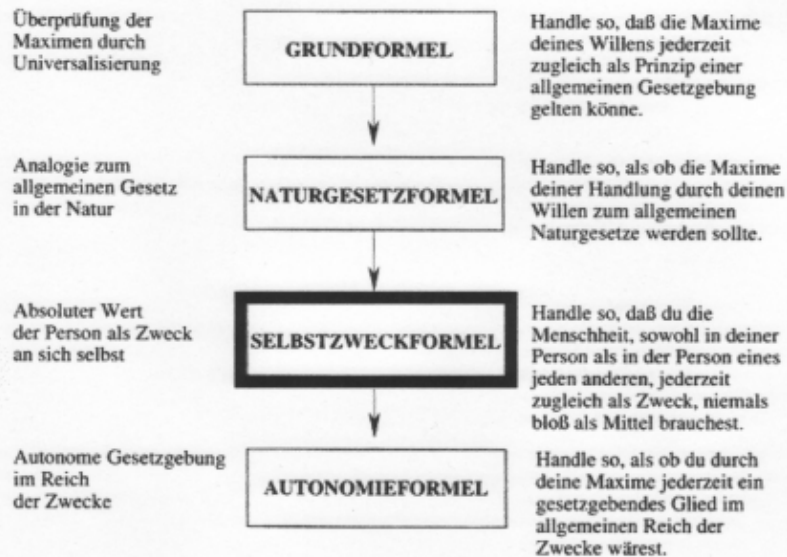 Überprüfung der
Maximen durch
Universalisierung
GRUNDFORMEL
Handle so, daß die Maxime
deines Willens jederzeit
zugleich als Prinzip einer
allgemeinen Gesetzgebung
gelten könne.
Analogie zum
allgemeinen Gesetz
in der Natur
NATURGESETZFORMEL
Handle so, als ob die Maxime
deiner Handlung durch deinen
Willen zum allgemeinen
Naturgesetze werden sollte.
Absoluter Wert
der Person als Zweck
an sich selbst
SELBSTZWECKFORMEL
Handle so, daß du die
Menschheit, sowohl in deiner
Person als in der Person eines
jeden anderen, jederzeit
zugleich als Zweck, niemals
bloß als Mittel brauchest.
Autonome Gesetzgebung
im Reich
der Zwecke
AUTONOMIEFORMEL
Handle so, als ob du durch
deine Maxime jederzeit ein
gesetzgebendes Glied im
allgemeinen Reich der
Zwecke wärest.